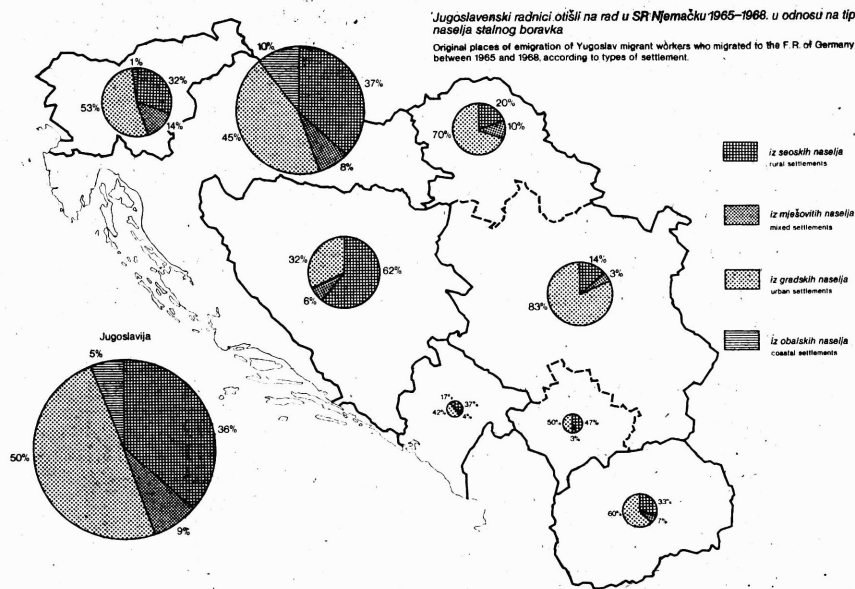 Jugoslavenski radnici otišli na rad u SR Njemačku 1965–1968. u odnosu na tip
naselja stalnog boravka
Original places of emigration of Yugoslav migrant workers who migrated to the F.R. of Germany
between 1965 and 1968, according to types of settlement.
1%
32%
53%
14%
10%
37%
45%
8%
20%
70%
10%
iz seoskih naselja
rural settlements
iz mješovitih naselja
mixed settlements
iz gradskih naselja
urban settlements
iz obalskih naselja
coastal settlements
32%
62%
6%
14%
3%
83%
Jugoslavija
5%
36%
50%
9%
17%
37%
42%
4%
50%
47%
3%
33%
60%
7%